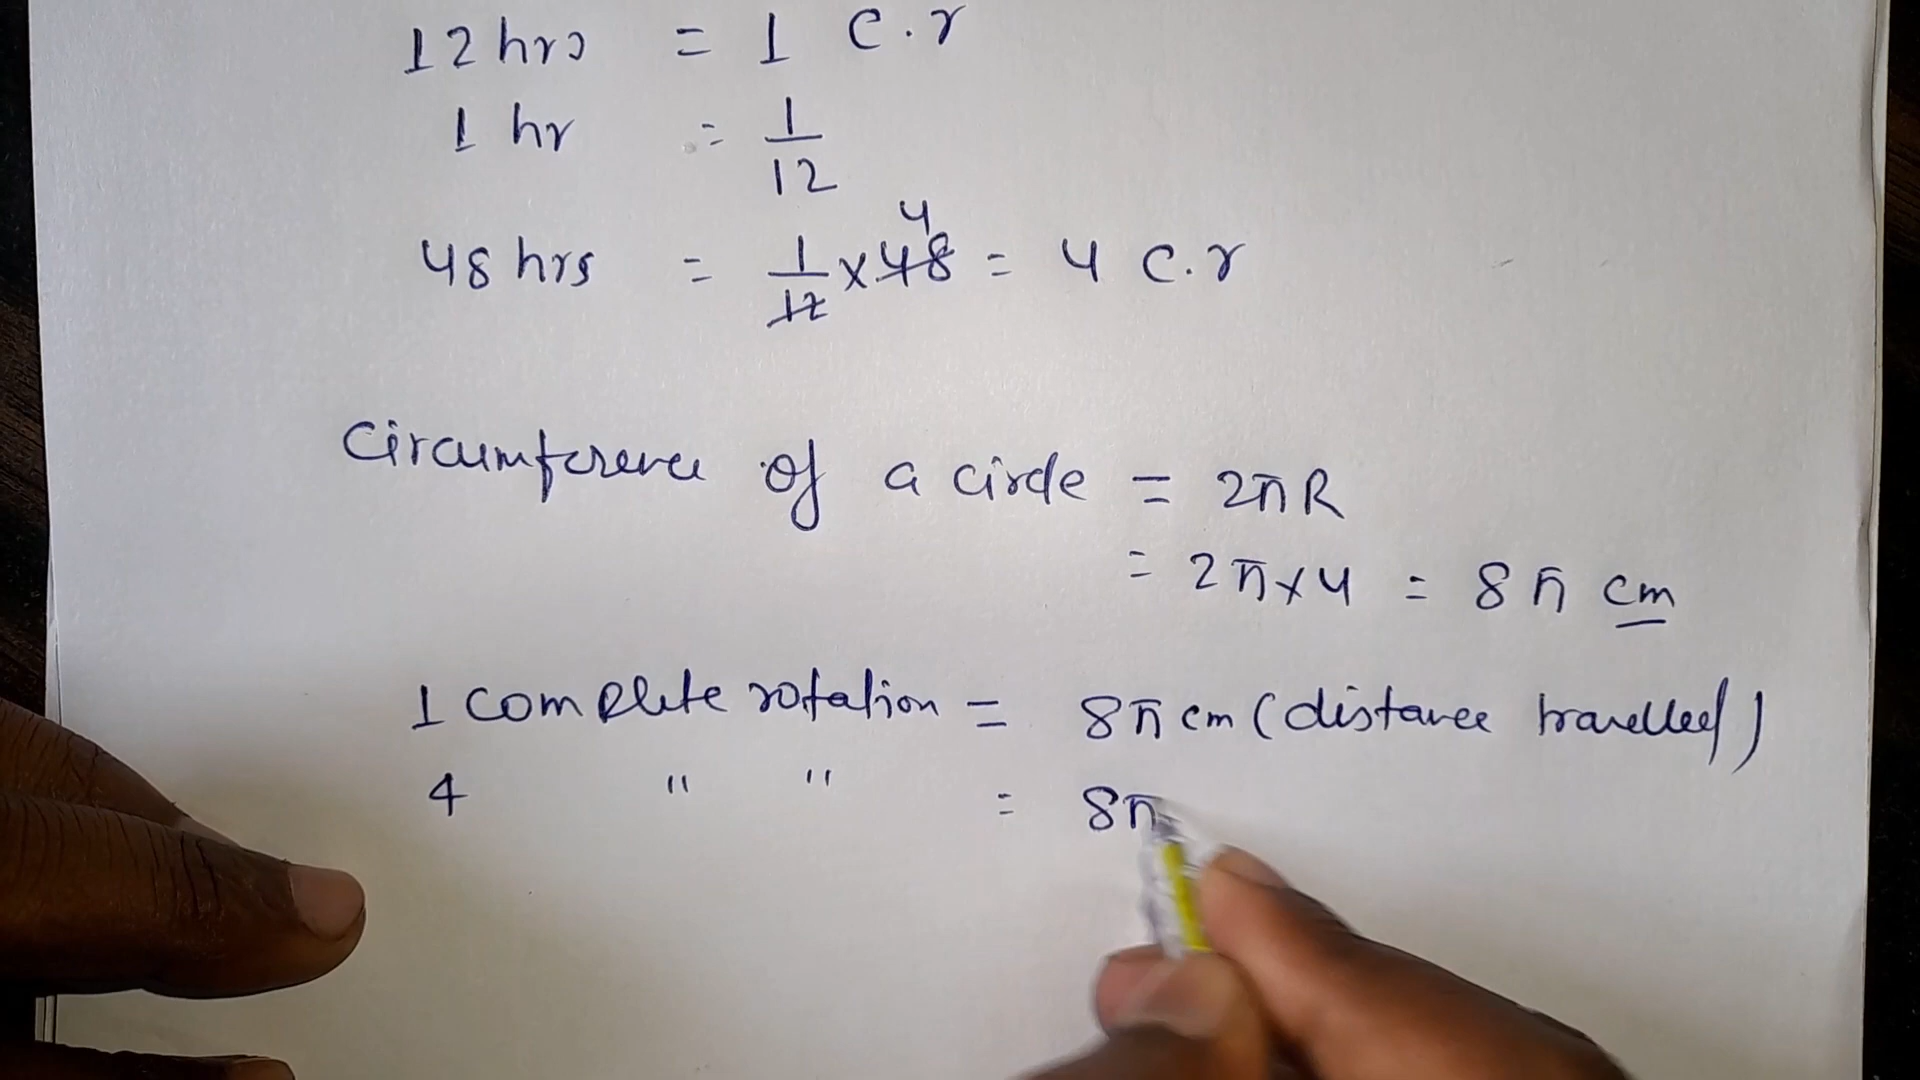 12 hrs = 1 C.r
1 hr = 1/12
48 hrs = 1/12 x 48 4 = 4 C.r
Circumference of a circle = 2πR
= 2π x 4 = 8π cm
1 complete rotation = 8π cm (distance travelled)
4 " " = 8π